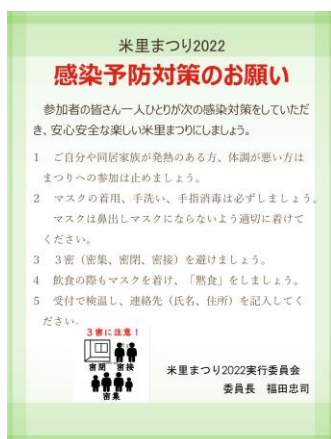 米里まつり2022
感染予防対策のお願い
参加者の皆さん一人ひとりが次の感染対策をしていただ
き、安心安全な楽しい米里まつりにしましょう。
1 ご自分や同居家族が発熱のある方、体調が悪い方は
まつりへの参加は止めましょう。
2 マスクの着用、手洗い、手指消毒は必ずしましょう。
マスクは鼻出しマスクにならないよう適切に着けて
ください。
3 3密（密集、密閉、密接）を避けましょう。
4 飲食の際もマスクを着け、「黙食」をしましょう。
5 受付で検温し、連絡先（氏名、住所）を記入してく
ださい。
3密に注意！
密閉 密接
密集
米里まつり2022実行委員会
委員長 福田忠司